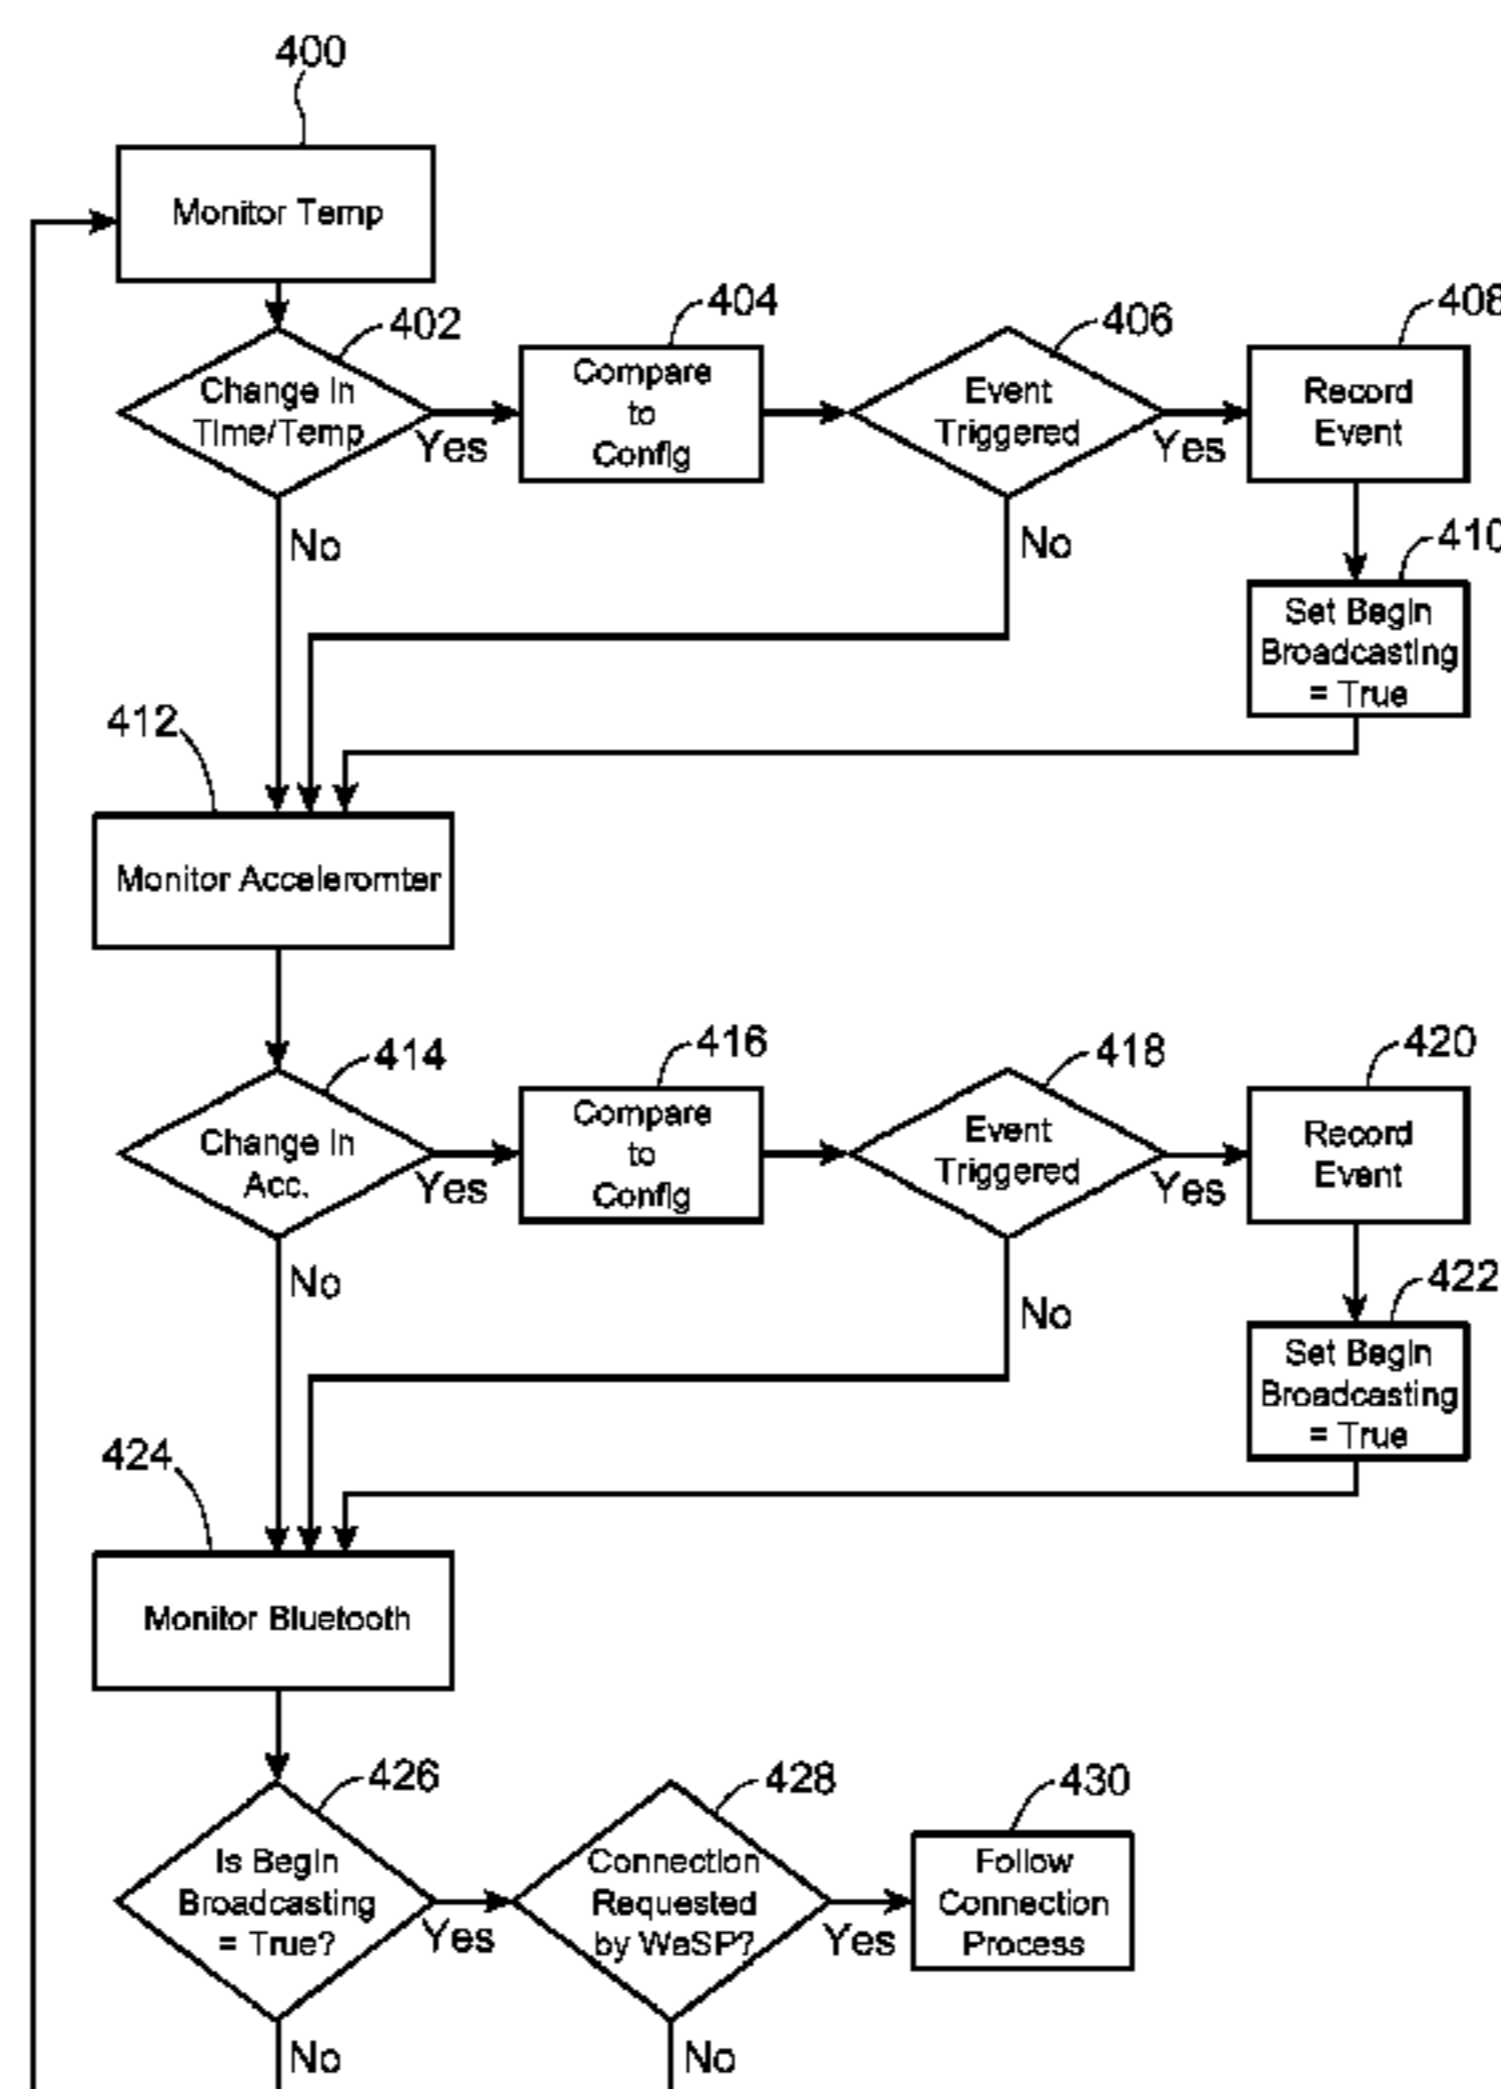 400
Monitor Temp
402
Change In
Time/Temp
Yes
No
404
Compare
to
Config
406
Event
Triggered
Yes
No
408
Record
Event
410
Set Begin
Broadcasting
= True
412
Monitor Acceleromter
414
Change In
Acc.
Yes
No
416
Compare
to
Config
418
Event
Triggered
Yes
No
420
Record
Event
422
Set Begin
Broadcasting
= True
424
Monitor Bluetooth
426
Is Begin
Broadcasting
= True?
Yes
No
428
Connection
Requested
by WaSP?
Yes
No
430
Follow
Connection
Process